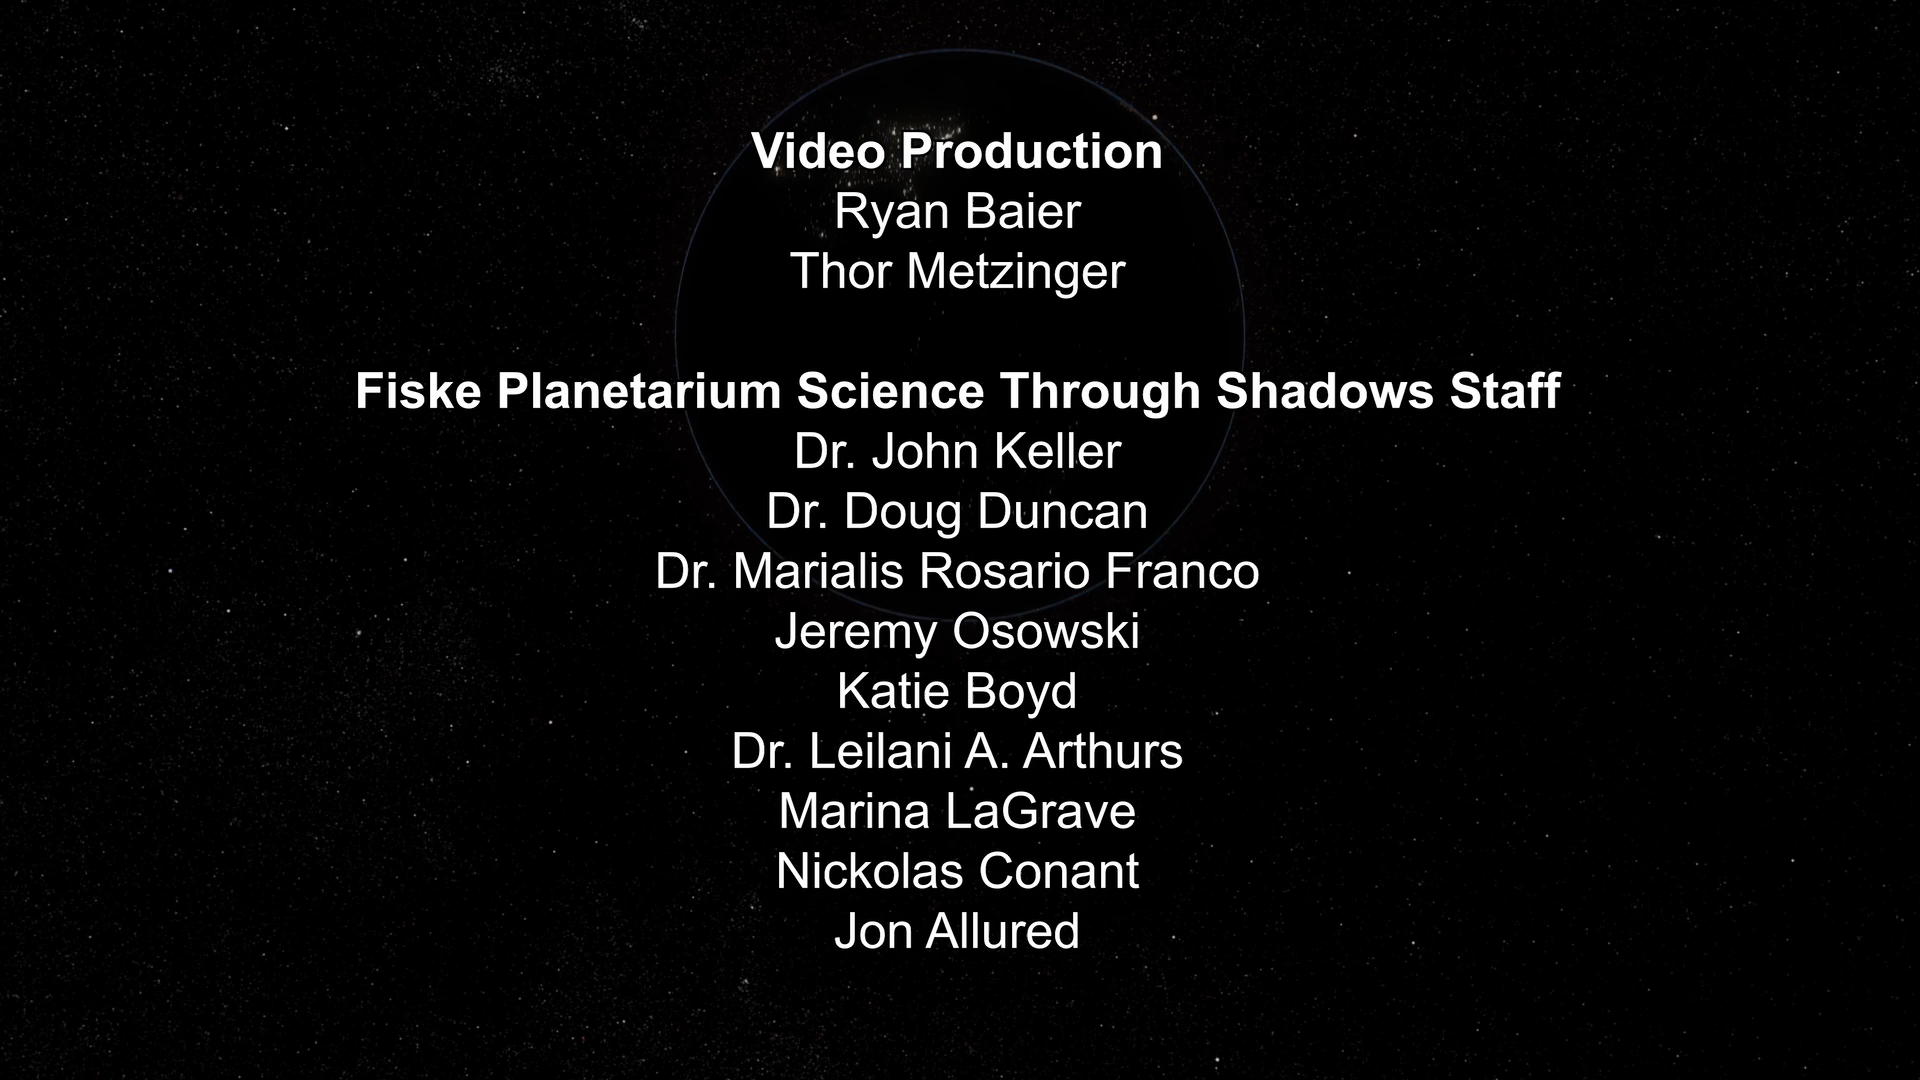 Video Production
Ryan Baier
Thor Metzinger
Fiske Planetarium Science Through Shadows Staff
Dr. John Keller
Dr. Doug Duncan
Dr. Marialis Rosario Franco
Jeremy Osowski
Katie Boyd
Dr. Leilani A. Arthurs
Marina LaGrave
Nickolas Conant
Jon Allured